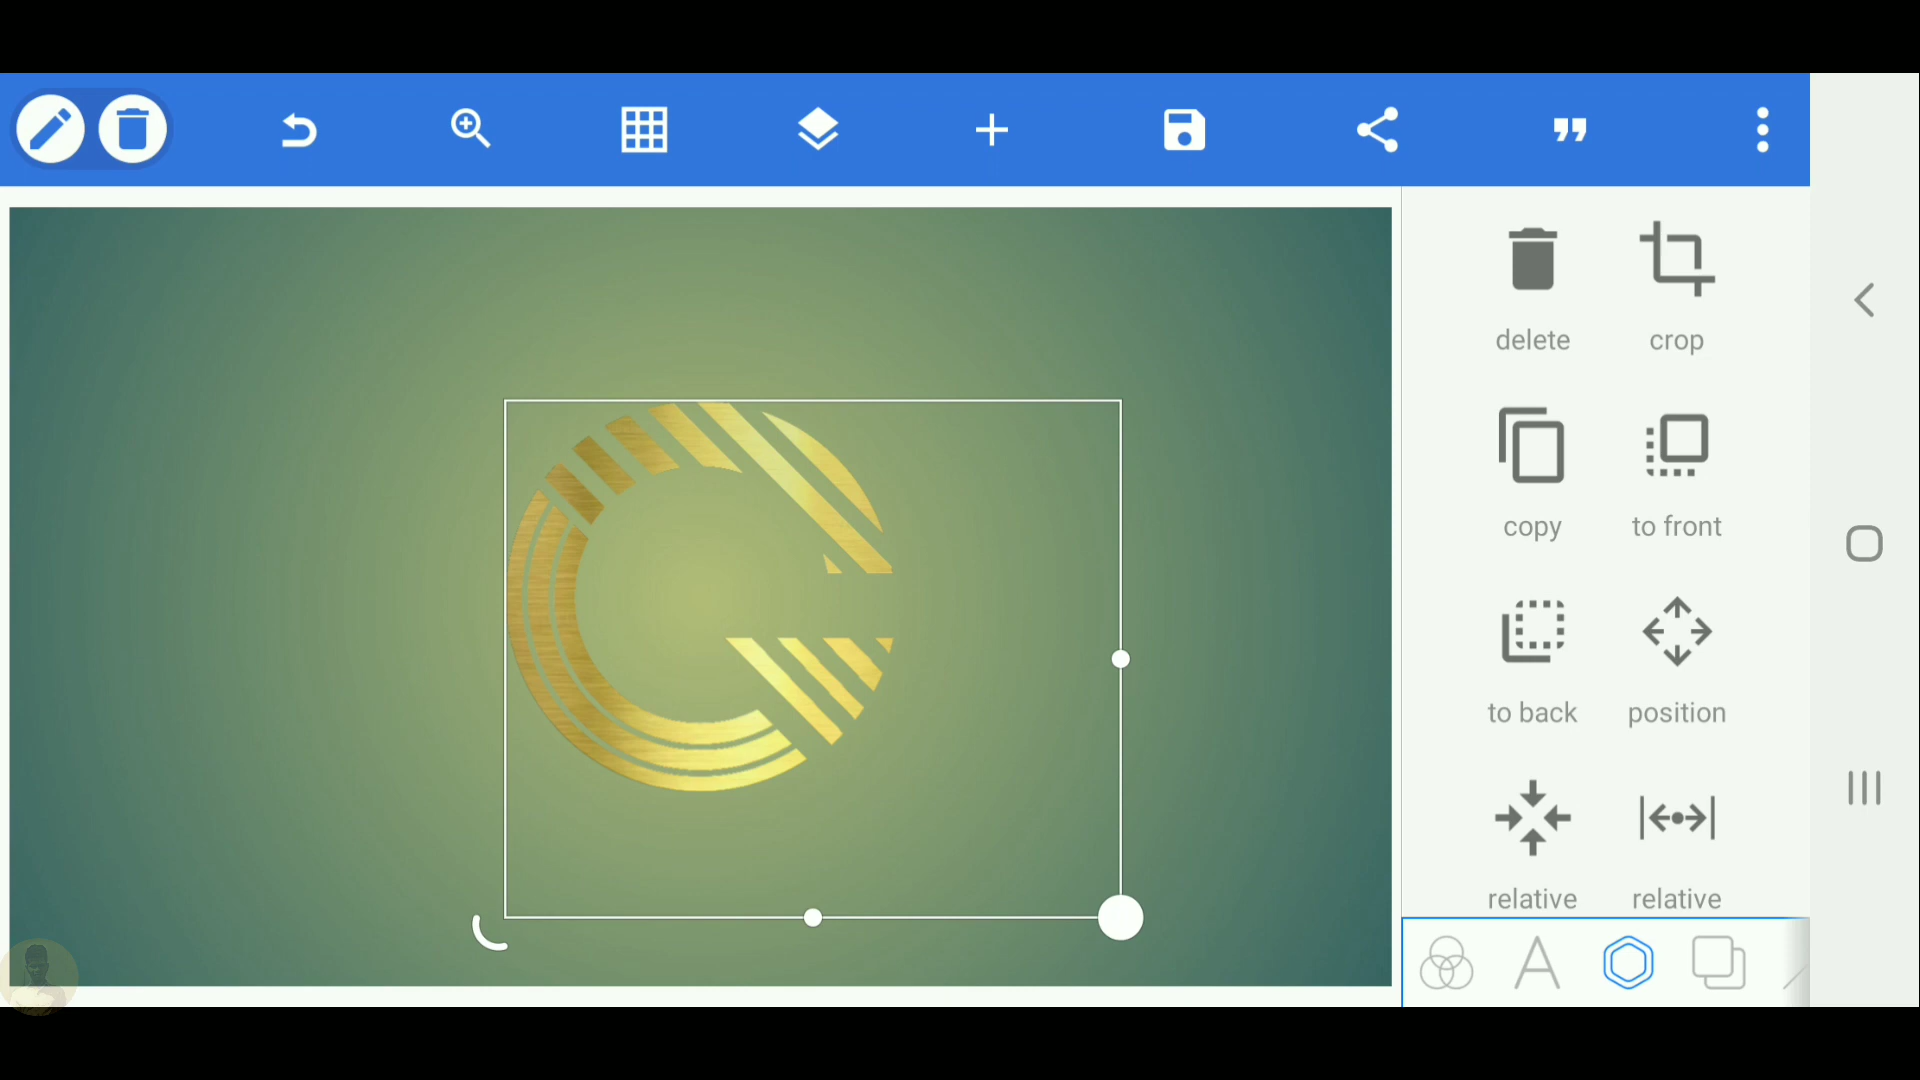 delete crop
copy to front
to back position
relative relative